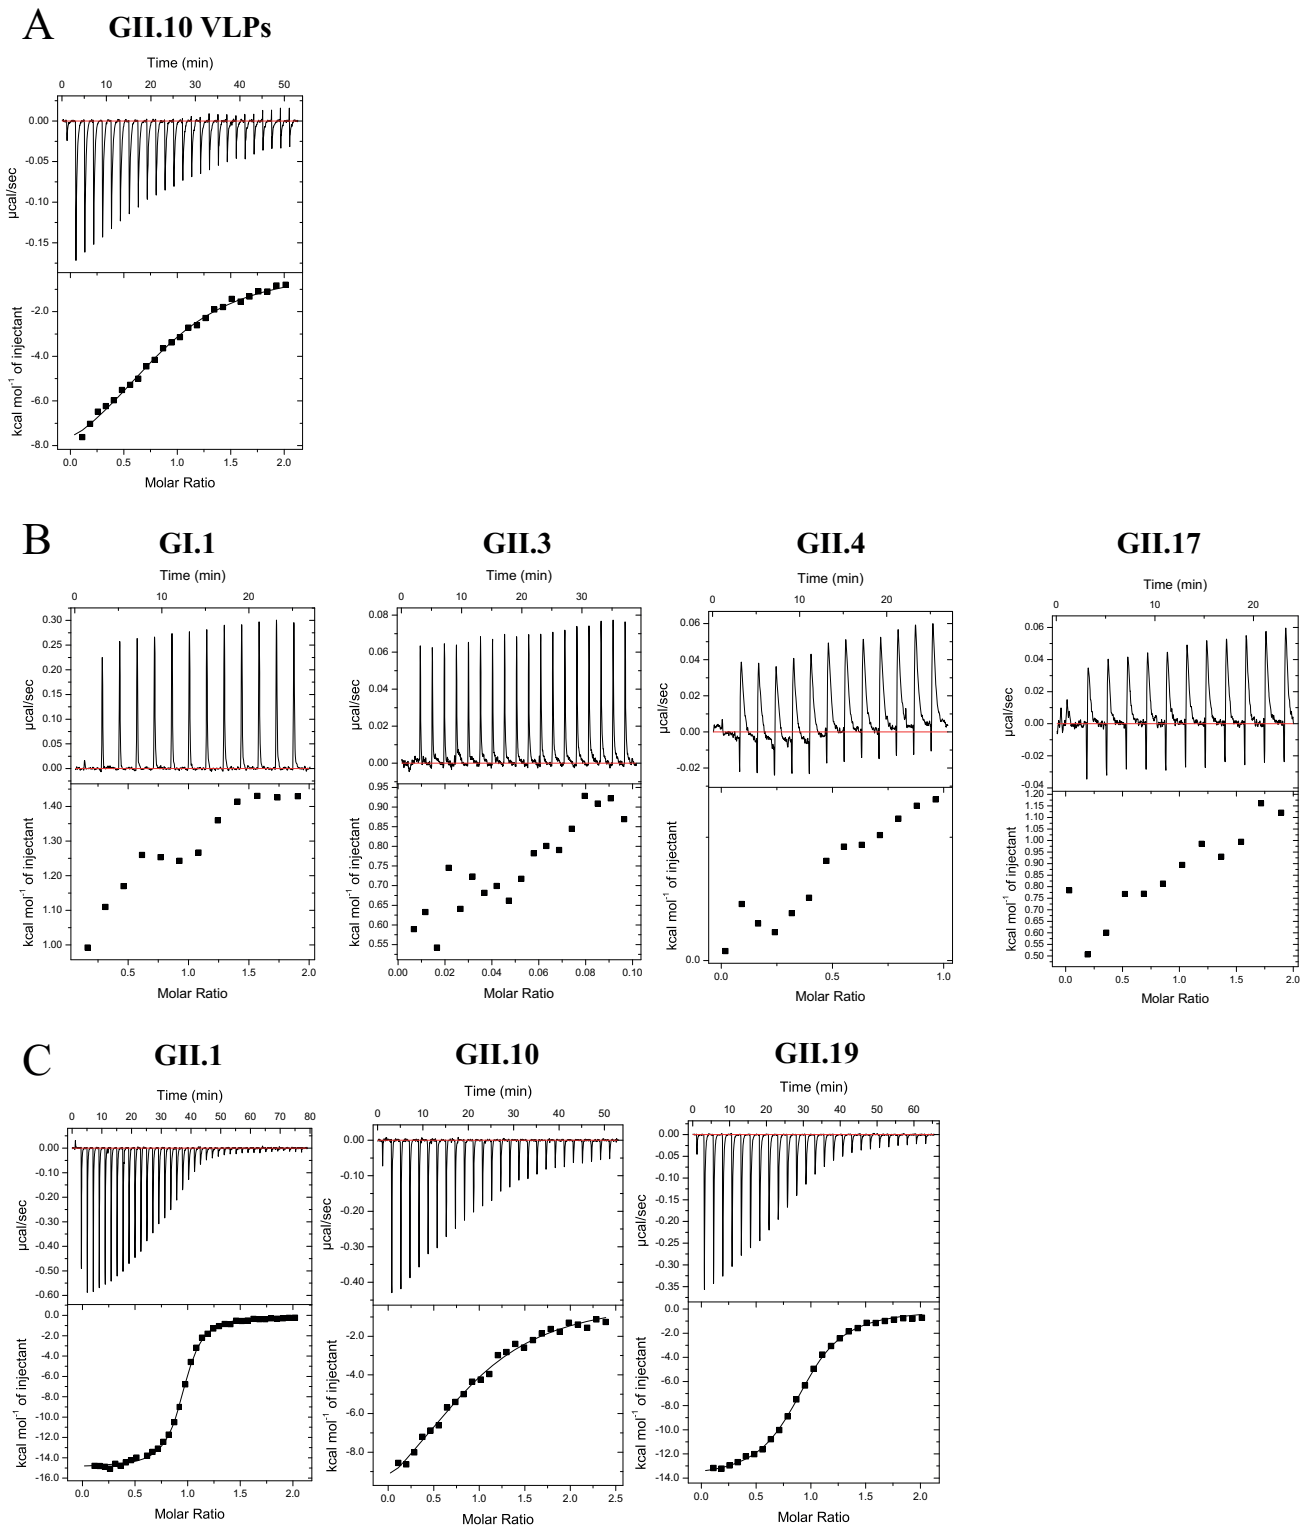 A GII.10 VLPs
Time (min)
0 10 20 30 40 50
0.00
-0.05
-0.10
-0.15
µcal/sec
-2.0
-4.0
-6.0
-8.0
kcal mol⁻¹ of injectant
0.0 0.5 1.0 1.5 2.0
Molar Ratio
B GI.1 GII.3 GII.4 GII.17
Time (min)
0 10 20
0.30
0.25
0.20
0.15
0.10
0.05
0.00
µcal/sec
1.40
1.30
1.20
1.10
1.00
kcal mol⁻¹ of injectant
0.5 1.0 1.5 2.0
Molar Ratio
Time (min)
0 10 20 30
0.08
0.06
0.04
0.02
0.00
µcal/sec
0.95
0.90
0.85
0.80
0.75
0.70
0.65
0.60
0.55
kcal mol⁻¹ of injectant
0.00 0.02 0.04 0.06 0.08 0.10
Molar Ratio
Time (min)
0 10 20
0.06
0.04
0.02
0.00
-0.02
µcal/sec
0.0
kcal mol⁻¹ of injectant
0.0 0.5 1.0
Molar Ratio
Time (min)
0 10 20
0.06
0.04
0.02
0.00
-0.02
-0.04
µcal/sec
1.20
1.15
1.10
1.05
1.00
0.95
0.90
0.85
0.80
0.75
0.70
0.65
0.60
0.55
0.50
kcal mol⁻¹ of injectant
0.0 0.5 1.0 1.5 2.0
Molar Ratio
C GII.1 GII.10 GII.19
Time (min)
0 10 20 30 40 50 60 70 80
0.00
-0.10
-0.20
-0.30
-0.40
-0.50
-0.60
µcal/sec
0.0
-2.0
-4.0
-6.0
-8.0
-10.0
-12.0
-14.0
-16.0
kcal mol⁻¹ of injectant
0.0 0.5 1.0 1.5 2.0
Molar Ratio
Time (min)
0 10 20 30 40 50
0.00
-0.10
-0.20
-0.30
-0.40
µcal/sec
-2.0
-4.0
-6.0
-8.0
kcal mol⁻¹ of injectant
0.0 0.5 1.0 1.5 2.0 2.5
Molar Ratio
Time (min)
0 10 20 30 40 50 60
0.00
-0.05
-0.10
-0.15
-0.20
-0.25
-0.30
-0.35
µcal/sec
0.0
-2.0
-4.0
-6.0
-8.0
-10.0
-12.0
-14.0
kcal mol⁻¹ of injectant
0.0 0.5 1.0 1.5 2.0
Molar Ratio